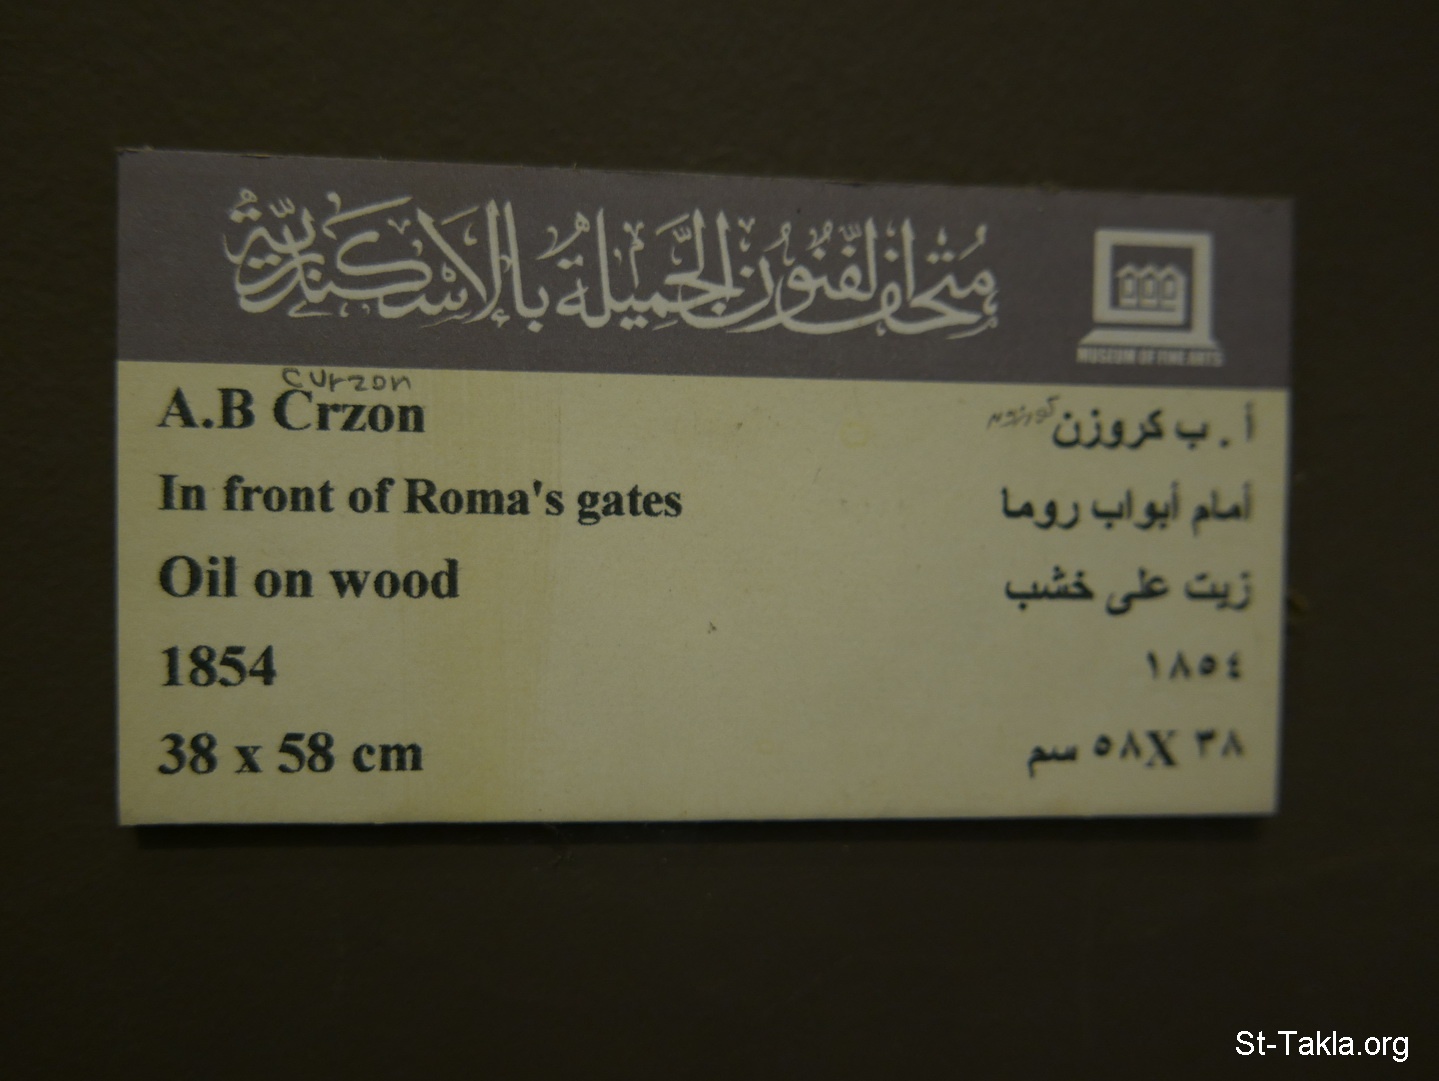 متحف الفنون الجميلة بالإسكندرية
MUSEUM OF FINE ARTS
curzon
A.B Crzon
In front of Roma's gates
Oil on wood
1854
38 x 58 cm
أ . ب كروزن
أمام أبواب روما
زيت على خشب
١٨٥٤
٣٨ X ٥٨ سم
St-Takla.org